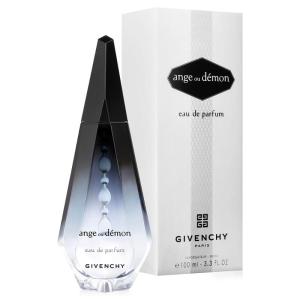 ange ou démon
eau de parfum
GIVENCHY
PARIS
100 ml - 3.3 FL.OZ
ange ou démon
eau de parfum
GIVENCHY